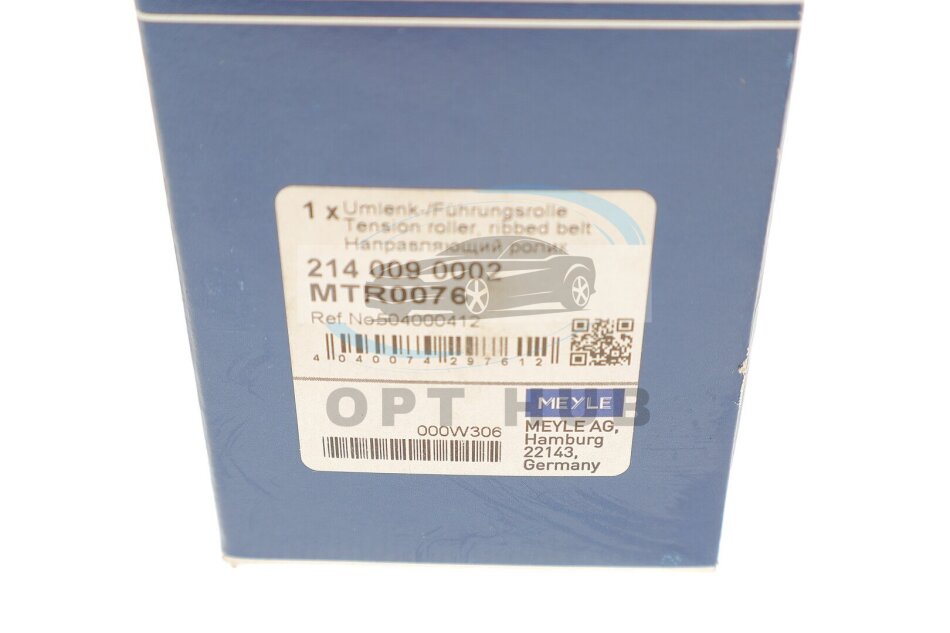 1 x Umlenk-/Führungsrolle
Tension roller, ribbed belt
Направляющий ролик
214 009 0002
MTR0076
Ref.No504000412
4 040074 297612
OPT HUB
MEYLE
000W306
MEYLE AG,
Hamburg
22143,
Germany